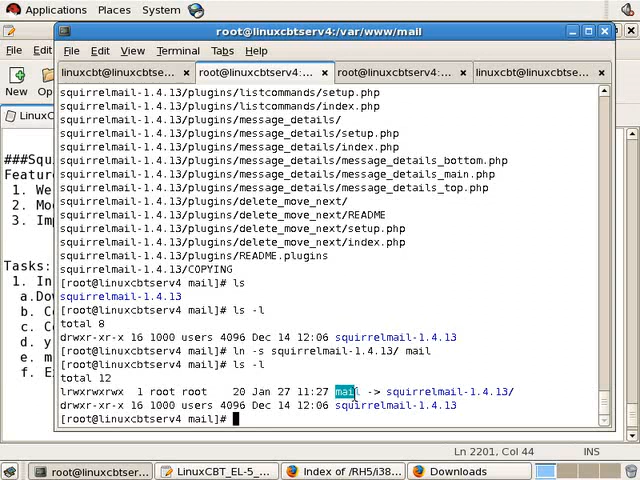 Applications Places System
root@linuxcbtserv4:/var/www/mail
File
File Edit View Terminal Tabs Help
linuxcbt@linuxcbtse... root@linuxcbtserv4:... root@linuxcbtserv4:... linuxcbt@linuxcbtse...
New
LinuxC
squirrelmail-1.4.13/plugins/listcommands/setup.php
squirrelmail-1.4.13/plugins/listcommands/index.php
squirrelmail-1.4.13/plugins/message_details/
squirrelmail-1.4.13/plugins/message_details/setup.php
squirrelmail-1.4.13/plugins/message_details/index.php
squirrelmail-1.4.13/plugins/message_details/message_details_bottom.php
squirrelmail-1.4.13/plugins/message_details/message_details_main.php
squirrelmail-1.4.13/plugins/message_details/message_details_top.php
squirrelmail-1.4.13/plugins/delete_move_next/
squirrelmail-1.4.13/plugins/delete_move_next/README
squirrelmail-1.4.13/plugins/delete_move_next/setup.php
squirrelmail-1.4.13/plugins/delete_move_next/index.php
squirrelmail-1.4.13/plugins/README.plugins
squirrelmail-1.4.13/COPYING
[root@linuxcbtserv4 mail]# ls
squirrelmail-1.4.13
[root@linuxcbtserv4 mail]# ls -l
total 8
drwxr-xr-x 16 1000 users 4096 Dec 14 12:06 squirrelmail-1.4.13
[root@linuxcbtserv4 mail]# ln -s squirrelmail-1.4.13/ mail
[root@linuxcbtserv4 mail]# ls -l
total 12
lrwxrwxrwx 1 root root 20 Jan 27 11:27 mail -> squirrelmail-1.4.13/
drwxr-xr-x 16 1000 users 4096 Dec 14 12:06 squirrelmail-1.4.13
[root@linuxcbtserv4 mail]#
###Squi
Featur
1. We
2. Mo
3. Im
Tasks:
1. In
a.Dow
b. C
c. C
d. y
e. m
f. E
Ln 2201, Col 44 INS
root@linuxcbtser... LinuxCBT_EL-5_... Index of /RH5/i38... Downloads